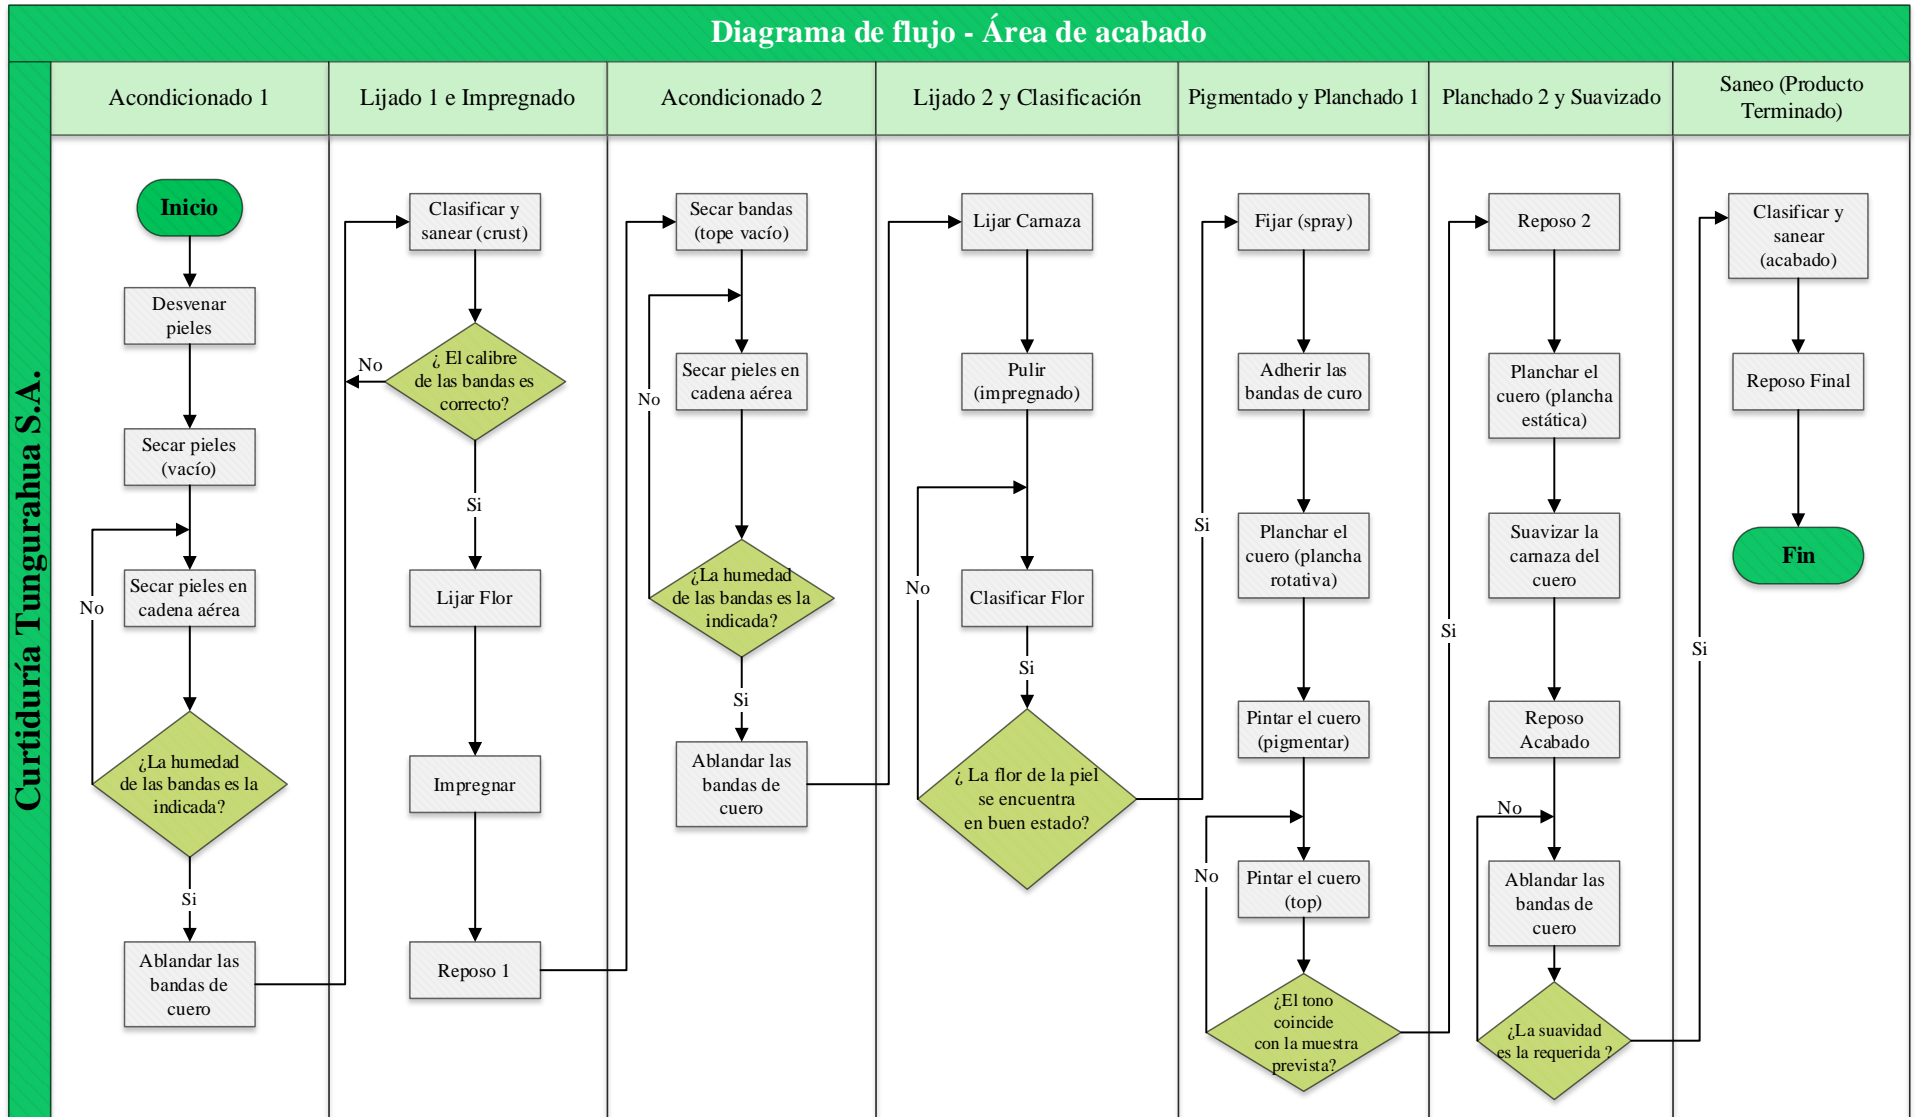 Diagrama de flujo - Área de acabado
Curtiduría Tungurahua S.A.
Acondicionado 1
Lijado 1 e Impregnado
Acondicionado 2
Lijado 2 y Clasificación
Pigmentado y Planchado 1
Planchado 2 y Suavizado
Saneo (Producto
Terminado)
Inicio
Desvenar
pieles
Secar pieles
(vacío)
Secar pieles en
cadena aérea
No
¿La humedad
de las bandas es la
indicada?
Si
Ablandar las
bandas de
cuero
Clasificar y
sanear (crust)
No
¿ El calibre
de las bandas es
correcto?
Si
Lijar Flor
Impregnar
Reposo 1
Secar bandas
(tope vacío)
Secar pieles en
cadena aérea
No
¿La humedad
de las bandas es la
indicada?
Si
Ablandar las
bandas de
cuero
Lijar Carnaza
Pulir
(impregnado)
No
Clasificar Flor
Si
¿ La flor de la piel
se encuentra
en buen estado?
Si
Fijar (spray)
Adherir las
bandas de curo
Planchar el
cuero (plancha
rotativa)
Pintar el cuero
(pigmentar)
No
Pintar el cuero
(top)
¿El tono
coincide
con la muestra
prevista?
Si
Reposo 2
Planchar el
cuero (plancha
estática)
Suavizar la
carnaza del
cuero
Reposo
Acabado
No
Ablandar las
bandas de
cuero
¿La suavidad
es la requerida ?
Si
Clasificar y
sanear
(acabado)
Reposo Final
Fin